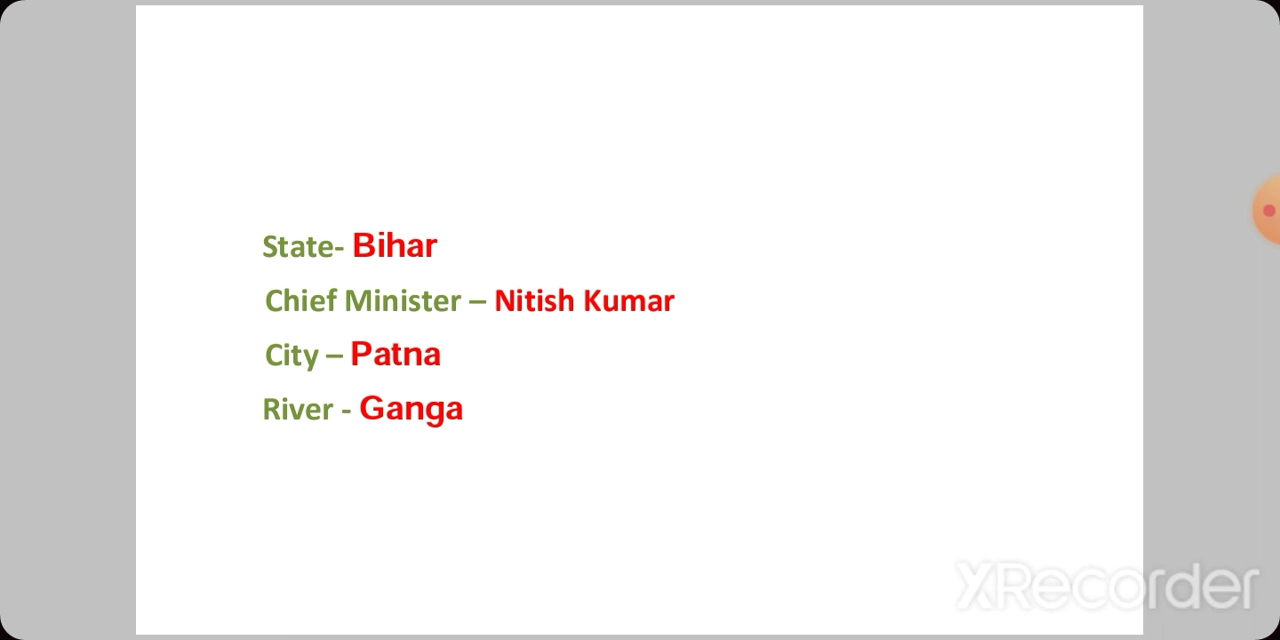 State- Bihar
Chief Minister – Nitish Kumar
City – Patna
River - Ganga
XRecorder